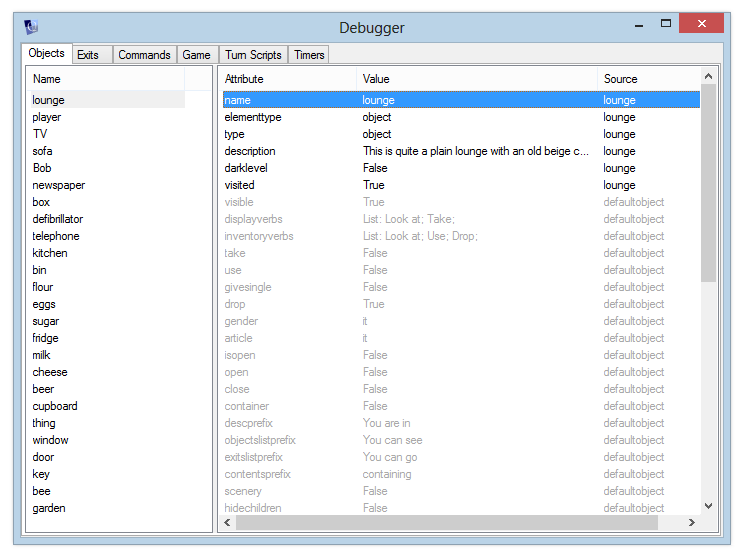 Debugger
Objects Exits Commands Game Turn Scripts Timers
Name Attribute Value Source
lounge name lounge lounge
player elementtype object lounge
TV type object lounge
sofa description This is quite a plain lounge with an old beige c... lounge
Bob darklevel False lounge
newspaper visited True lounge
box visible True defaultobject
defibrillator displayverbs List: Look at; Take; defaultobject
telephone inventoryverbs List: Look at; Use; Drop; defaultobject
kitchen take False defaultobject
bin use False defaultobject
flour givesingle False defaultobject
eggs drop True defaultobject
sugar gender it defaultobject
fridge article it defaultobject
milk isopen False defaultobject
cheese open False defaultobject
beer close False defaultobject
cupboard container False defaultobject
thing descprefix You are in defaultobject
window objectslistprefix You can see defaultobject
door exitslistprefix You can go defaultobject
key contentsprefix containing defaultobject
bee scenery False defaultobject
garden hidechildren False defaultobject